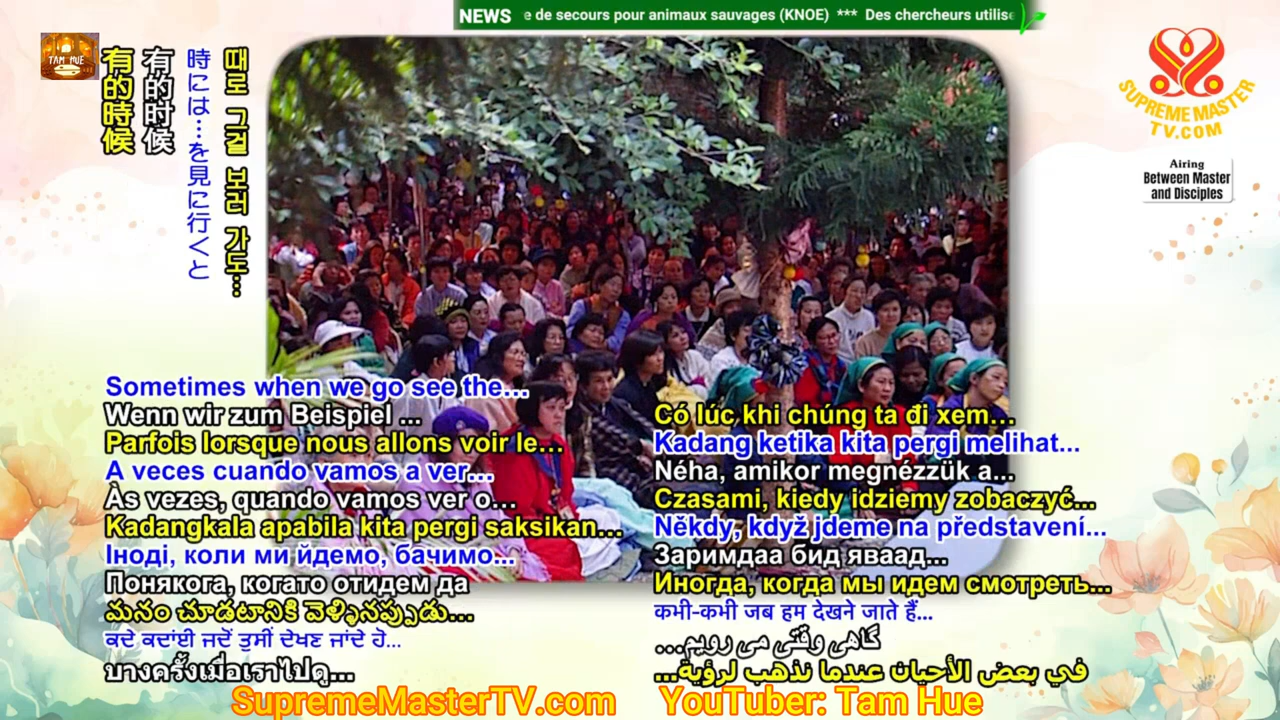 NEWS e de secours pour animaux sauvages (KNOE) *** Des chercheurs utilise
TAM HUE
有的時候
有的时候
時には…を見に行くと
때로 그걸 보러 가도…
SUPREME MASTER
TV.COM
Airing
Between Master
and Disciples
Sometimes when we go see the…
Wenn wir zum Beispiel ...
Parfois lorsque nous allons voir le…
A veces cuando vamos a ver...
Às vezes, quando vamos ver o…
Kadangkala apabila kita pergi saksikan...
Іноді, коли ми йдемо, бачимо...
Понякога, когато отидем да
మనం చూడటానికి వెళ్ళినప్పుడు...
ਕਦੇ ਕਦਾਂਈ ਜਦੋਂ ਤੁਸੀਂ ਦੇਖਣ ਜਾਂਦੇ ਹੋ...
บางครั้งเมื่อเราไปดู...
Có lúc khi chúng ta đi xem…
Kadang ketika kita pergi melihat...
Néha, amikor megnézzük a...
Czasami, kiedy idziemy zobaczyć...
Někdy, když jdeme na představení...
Заримдаа бид яваад...
Иногда, когда мы идем смотреть...
कभी-कभी जब हम देखने जाते हैं...
گاهی وقتی می رویم...
في بعض الأحيان عندما نذهب لرؤية...
SupremeMasterTV.com YouTuber: Tam Hue